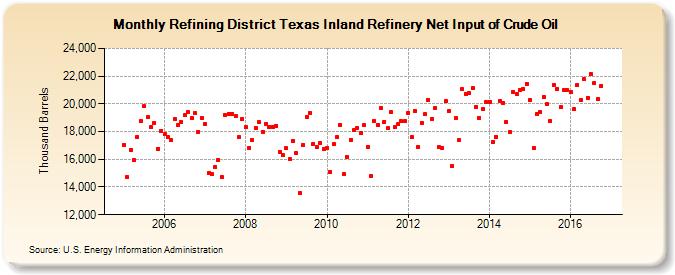 Monthly Refining District Texas Inland Refinery Net Input of Crude Oil
Thousand Barrels
24,000
22,000
20,000
18,000
16,000
14,000
12,000
2006 2008 2010 2012 2014 2016
Source: U.S. Energy Information Administration